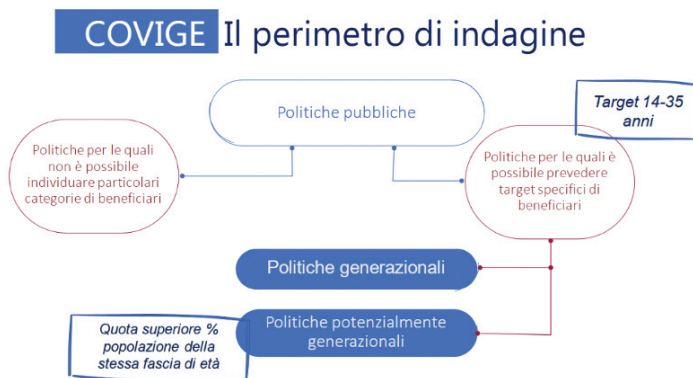 COVIGE Il perimetro di indagine
Politiche pubbliche
Target 14-35
anni
Politiche per le quali
non è possibile
individuare particolari
categorie di beneficiari
Politiche per le quali è
possibile prevedere
target specifici di
beneficiari
Politiche generazionali
Politiche potenzialmente
generazionali
Quota superiore %
popolazione della
stessa fascia di età